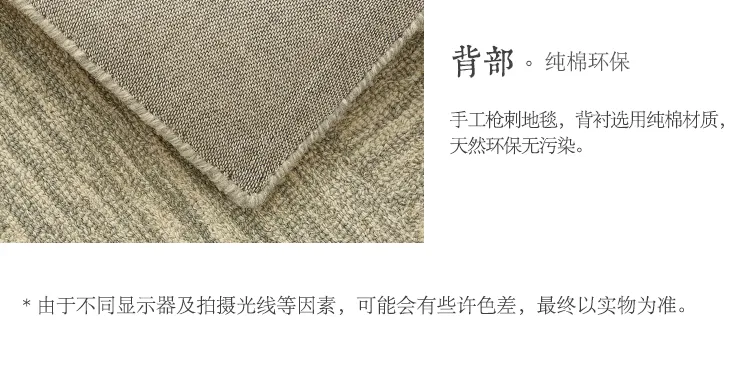 背部。纯棉环保
手工枪刺地毯，背衬选用纯棉材质，
天然环保无污染。
* 由于不同显示器及拍摄光线等因素，可能会有些许色差，最终以实物为准。